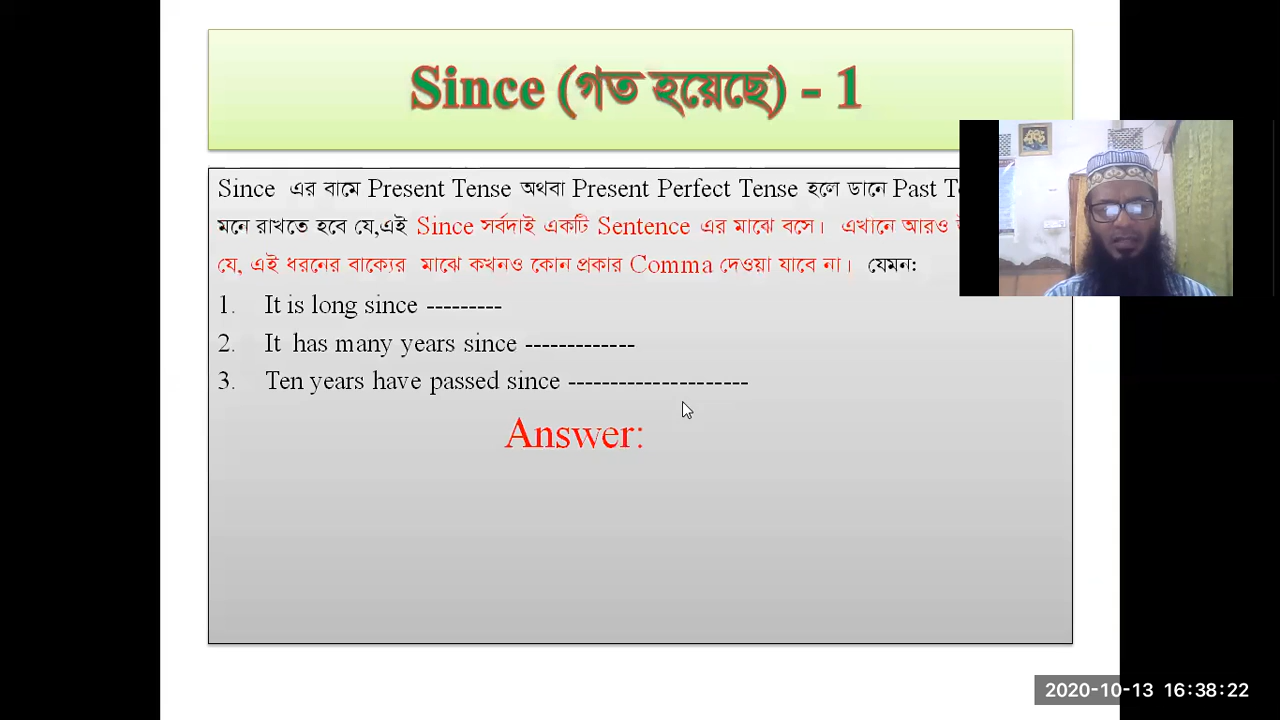 Since (গত হয়েছে) - 1
Since এর বামে Present Tense অথবা Present Perfect Tense হলে ডানে Past
মনে রাখতে হবে যে,এই Since সর্বদাই একটি Sentence এর মাঝে বসে। এখানে আরও
যে, এই ধরনের বাক্যের মাঝে কখনও কোন প্রকার Comma দেওয়া যাবে না। যেমন:
1. It is long since ---------
2. It has many years since -------------
3. Ten years have passed since ---------------------
Answer:
2020-10-13 16:38:22